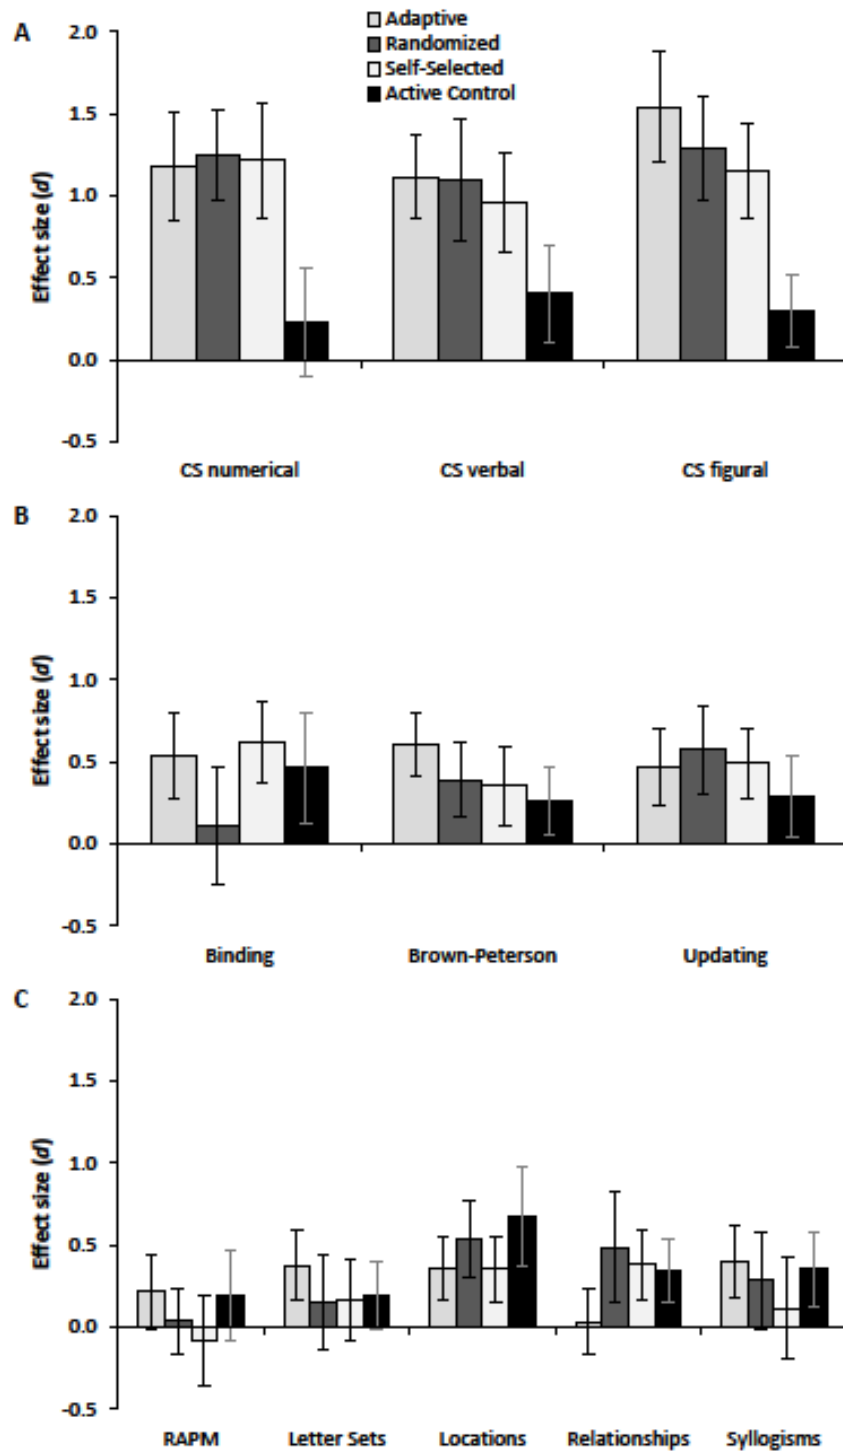 A
Adaptive
Randomized
Self-Selected
Active Control
Effect size (d)
2.0
1.5
1.0
0.5
0.0
-0.5
CS numerical CS verbal CS figural
B
Effect size (d)
2.0
1.5
1.0
0.5
0.0
-0.5
Binding Brown-Peterson Updating
C
Effect size (d)
2.0
1.5
1.0
0.5
0.0
-0.5
RAPM Letter Sets Locations Relationships Syllogisms